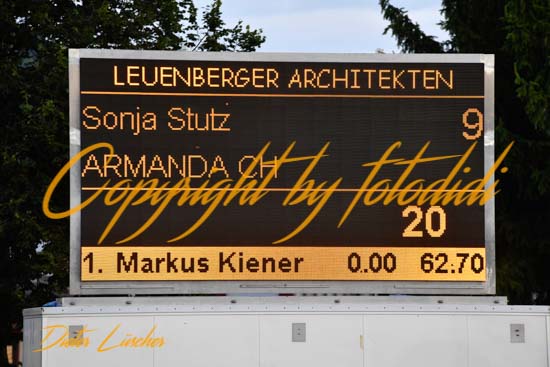 LEUENBERGER ARCHITEKTEN
Sonja Stutz 9
ARMANDA CH
Copyright by fotodidi
20
1. Markus Kiener 0.00 62.70
Dieter Lüscher